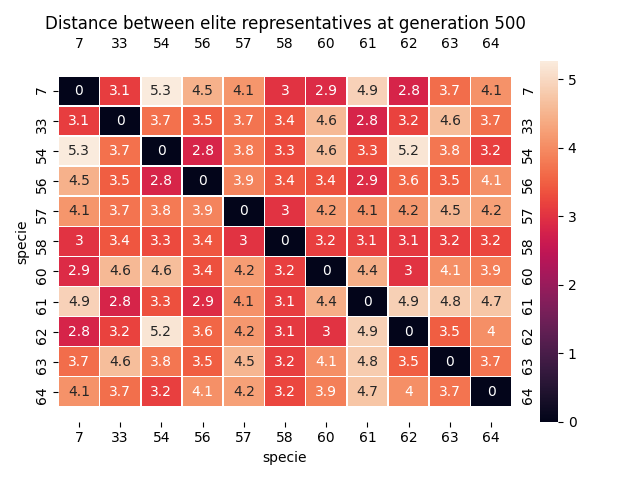 Distance between elite representatives at generation 500
7 33 54 56 57 58 60 61 62 63 64
7 0 3.1 5.3 4.5 4.1 3 2.9 4.9 2.8 3.7 4.1 7
33 3.1 0 3.7 3.5 3.7 3.4 4.6 2.8 3.2 4.6 3.7 33
54 5.3 3.7 0 2.8 3.8 3.3 4.6 3.3 5.2 3.8 3.2 54
56 4.5 3.5 2.8 0 3.9 3.4 3.4 2.9 3.6 3.5 4.1 56
57 4.1 3.7 3.8 3.9 0 3 4.2 4.1 4.2 4.5 4.2 57
58 3 3.4 3.3 3.4 3 0 3.2 3.1 3.1 3.2 3.2 58
60 2.9 4.6 4.6 3.4 4.2 3.2 0 4.4 3 4.1 3.9 60
61 4.9 2.8 3.3 2.9 4.1 3.1 4.4 0 4.9 4.8 4.7 61
62 2.8 3.2 5.2 3.6 4.2 3.1 3 4.9 0 3.5 4 62
63 3.7 4.6 3.8 3.5 4.5 3.2 4.1 4.8 3.5 0 3.7 63
64 4.1 3.7 3.2 4.1 4.2 3.2 3.9 4.7 4 3.7 0 64
7 33 54 56 57 58 60 61 62 63 64
specie
specie
5
4
3
2
1
0